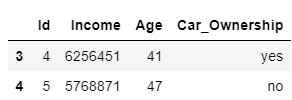 Id Income Age Car_Ownership
3 4 6256451 41 yes
4 5 5768871 47 no